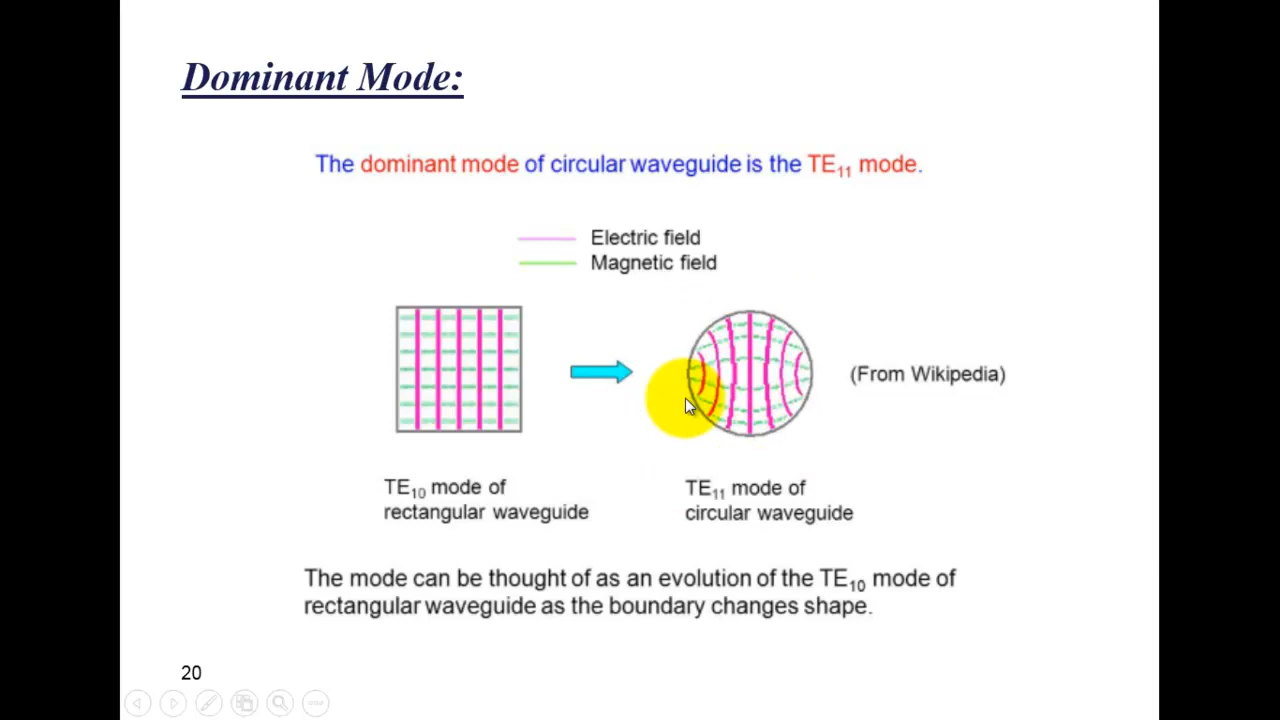 Dominant Mode:
The dominant mode of circular waveguide is the TE₁₁ mode.
Electric field
Magnetic field
(From Wikipedia)
TE₁₀ mode of
rectangular waveguide
TE₁₁ mode of
circular waveguide
The mode can be thought of as an evolution of the TE₁₀ mode of
rectangular waveguide as the boundary changes shape.
20